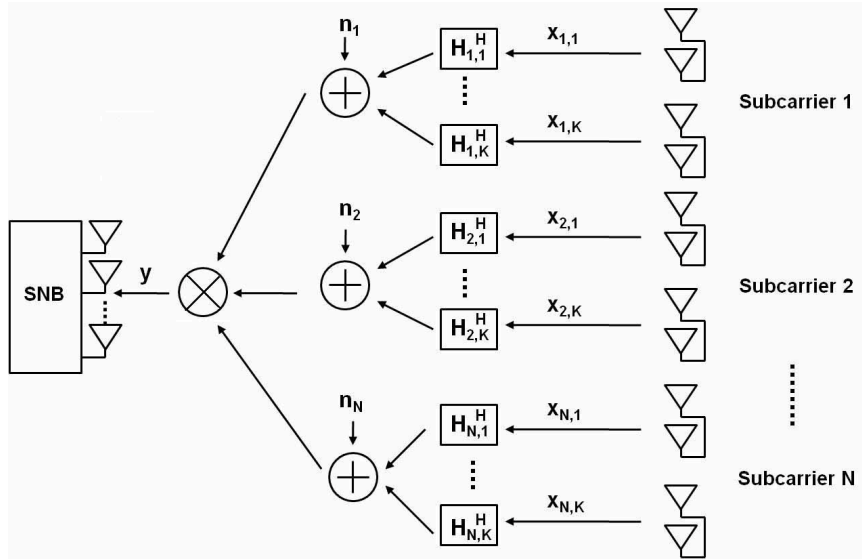 n1
H1,1H
x1,1
H1,KH
x1,K
Subcarrier 1
n2
H2,1H
x2,1
SNB
y
Subcarrier 2
H2,KH
x2,K
nN
HN,1H
xN,1
Subcarrier N
HN,KH
xN,K